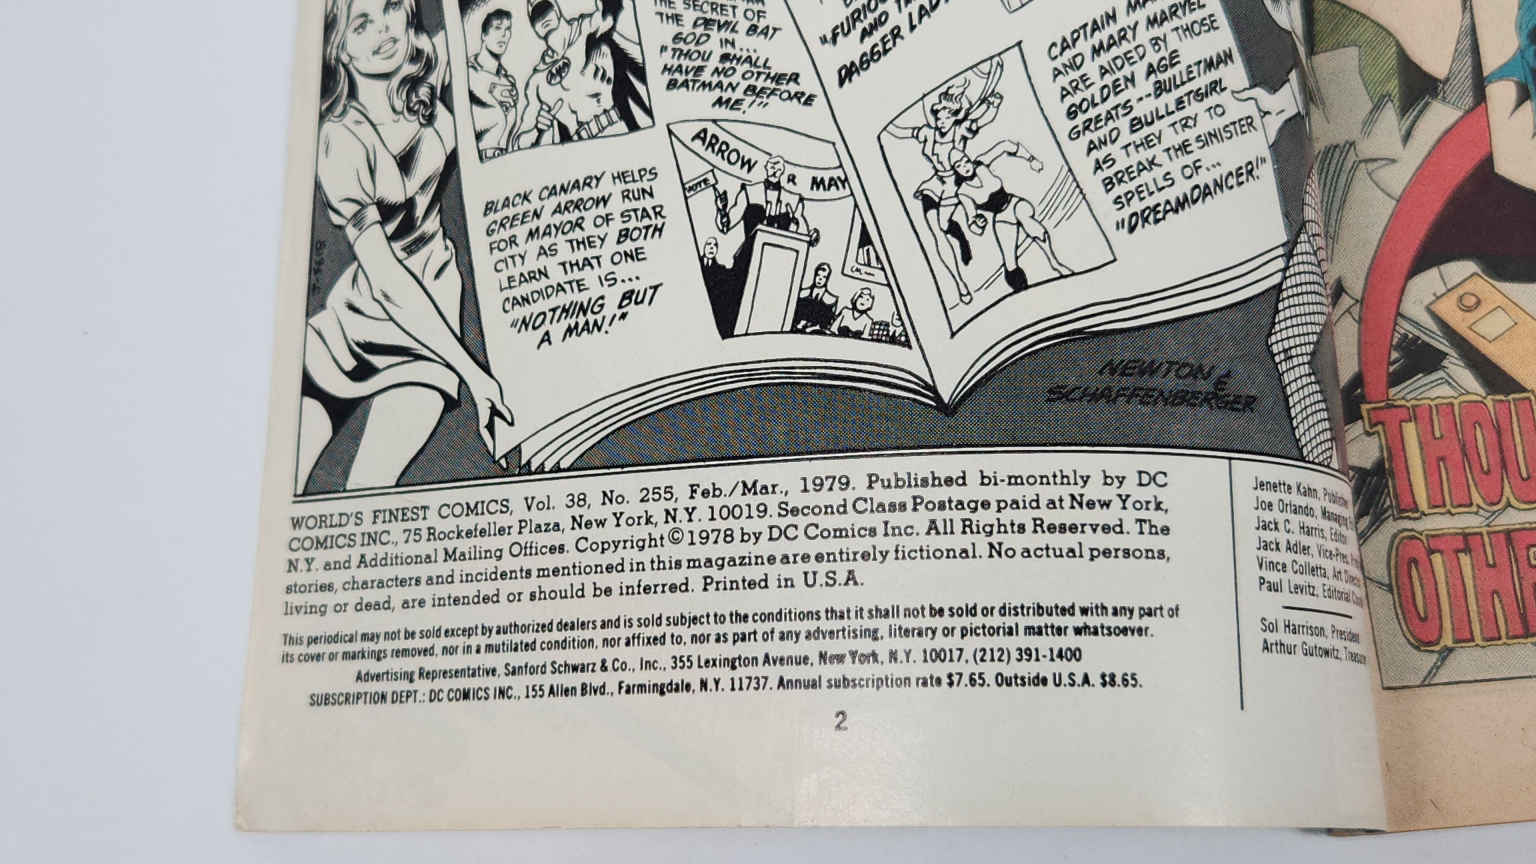 THE SECRET OF
THE DEVIL BAT
GOD IN...
"THOU SHALL
HAVE NO OTHER
BATMAN BEFORE
ME!"
ARROW
R MAY
VOTE
BLACK CANARY HELPS
GREEN ARROW RUN
FOR MAYOR OF STAR
CITY AS THEY BOTH
LEARN THAT ONE
CANDIDATE IS...
"NOTHING BUT
A MAN!"
"FURIOUS
AND THE
DAGGER LADY
CAPTAIN
AND MARY MARVEL
ARE AIDED BY THOSE
GOLDEN AGE
GREATS--BULLETMAN
AND BULLETGIRL
AS THEY TRY TO
BREAK THE SINISTER
SPELLS OF...
"DREAMDANCER!"
NEWTON &
SCHAFFENBERGER
WORLD'S FINEST COMICS, Vol. 38, No. 255, Feb./Mar., 1979. Published bi-monthly by DC
COMICS INC., 75 Rockefeller Plaza, New York, N.Y. 10019. Second Class Postage paid at New York,
N.Y. and Additional Mailing Offices. Copyright © 1978 by DC Comics Inc. All Rights Reserved. The
stories, characters and incidents mentioned in this magazine are entirely fictional. No actual persons,
living or dead, are intended or should be inferred. Printed in U.S.A.
This periodical may not be sold except by authorized dealers and is sold subject to the conditions that it shall not be sold or distributed with any part of
its cover or markings removed, nor in a mutilated condition, nor affixed to, nor as part of any advertising, literary or pictorial matter whatsoever.
Advertising Representative, Sanford Schwarz & Co., Inc., 355 Lexington Avenue, New York, N.Y. 10017, (212) 391-1400
SUBSCRIPTION DEPT.: DC COMICS INC., 155 Allen Blvd., Farmingdale, N.Y. 11737. Annual subscription rate $7.65. Outside U.S.A. $8.65.
2
Jenette Kahn, Publisher
Joe Orlando, Managing
Jack C. Harris, Editor
Jack Adler, Vice-Pres.
Vince Colletta, Art
Paul Levitz, Editorial
Sol Harrison, President
Arthur Gutowitz, Treasurer
THOU
OTHE